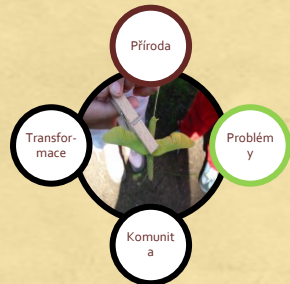 Příroda
Transfor-
mace
Problém
y
Komunit
a